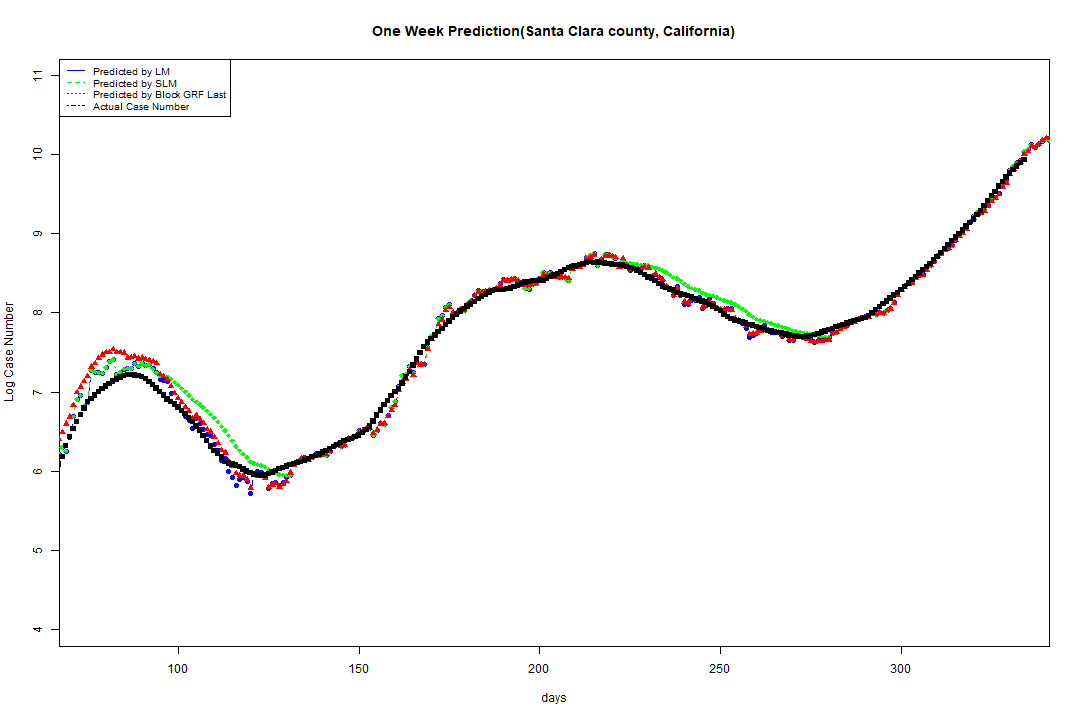 One Week Prediction(Santa Clara county, California)
Predicted by LM
Predicted by SLM
Predicted by Block GRF Last
Actual Case Number
11
10
9
8
7
6
5
4
Log Case Number
100 150 200 250 300
days